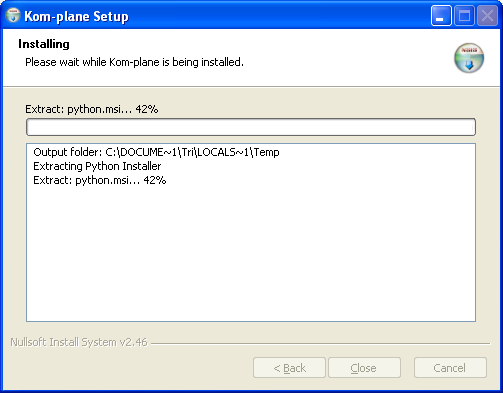 Kom-plane Setup
Installing
Please wait while Kom-plane is being installed.
Extract: python.msi... 42%
Output folder: C:\DOCUME~1\Tri\LOCALS~1\Temp
Extracting Python Installer
Extract: python.msi... 42%
Nullsoft Install System v2.46
< Back
Close
Cancel